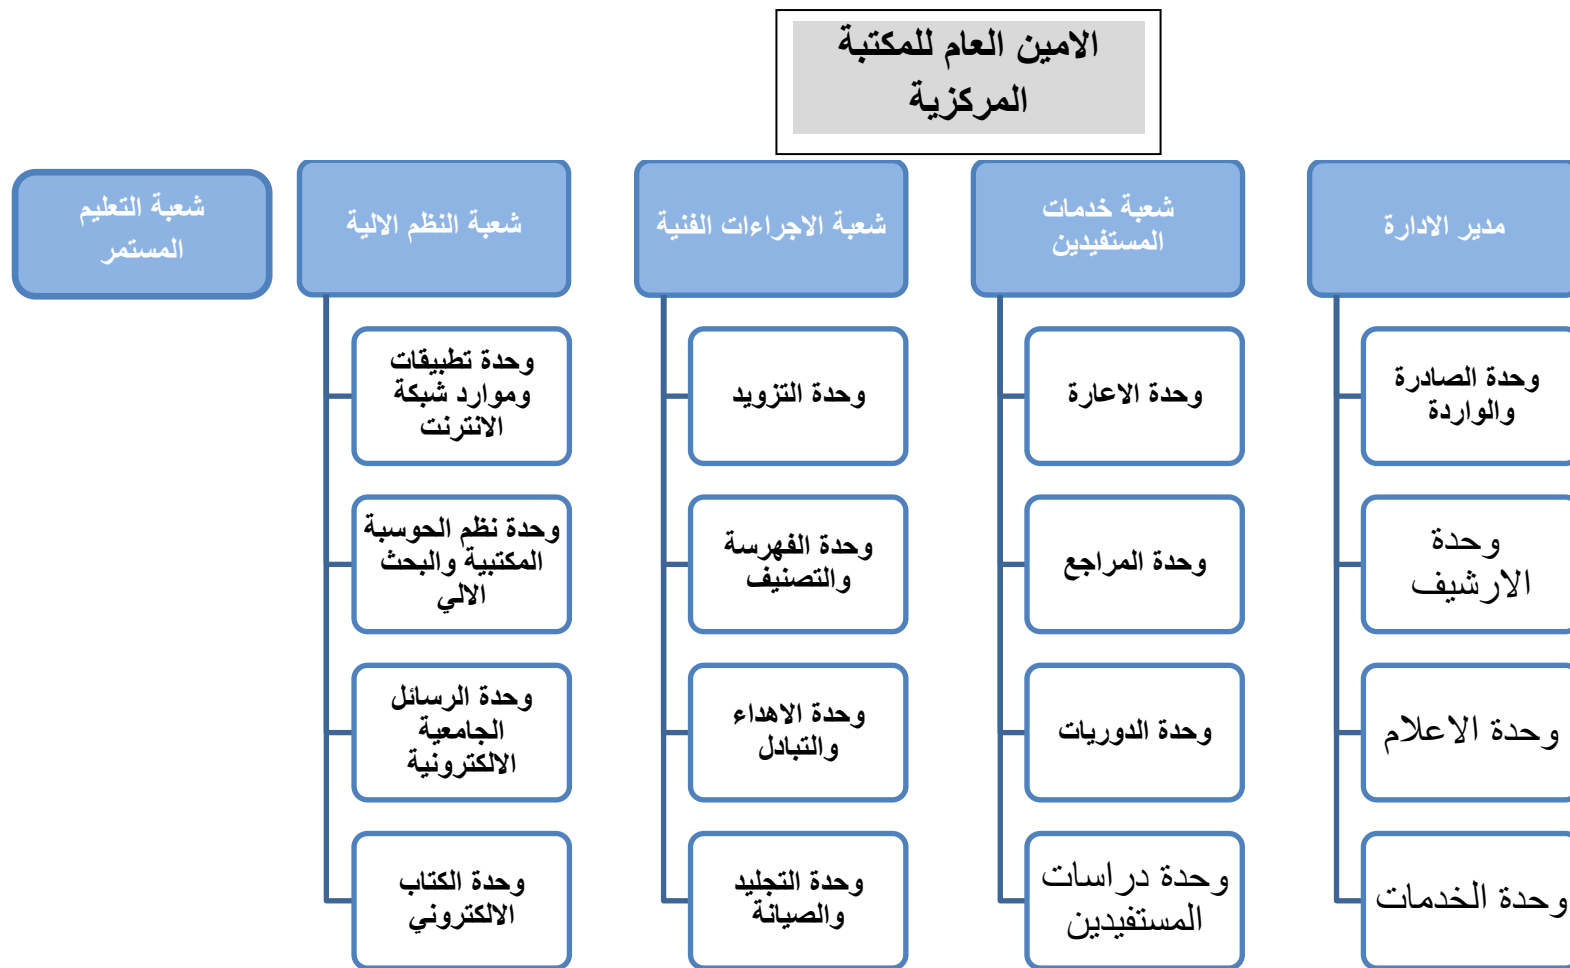 الامين العام للمكتبة
المركزية
مدير الادارة
وحدة الصادرة
والواردة
وحدة
الارشيف
وحدة الاعلام
وحدة الخدمات
شعبة خدمات
المستفيدين
وحدة الاعارة
وحدة المراجع
وحدة الدوريات
وحدة دراسات
المستفيدين
شعبة الاجراءات الفنية
وحدة التزويد
وحدة الفهرسة
والتصنيف
وحدة الاهداء
والتبادل
وحدة التجليد
والصيانة
شعبة النظم الالية
وحدة تطبيقات
وموارد شبكة
الانترنت
وحدة نظم الحوسبة
المكتبية والبحث
الالي
وحدة الرسائل
الجامعية
الالكترونية
وحدة الكتاب
الالكتروني
شعبة التعليم
المستمر